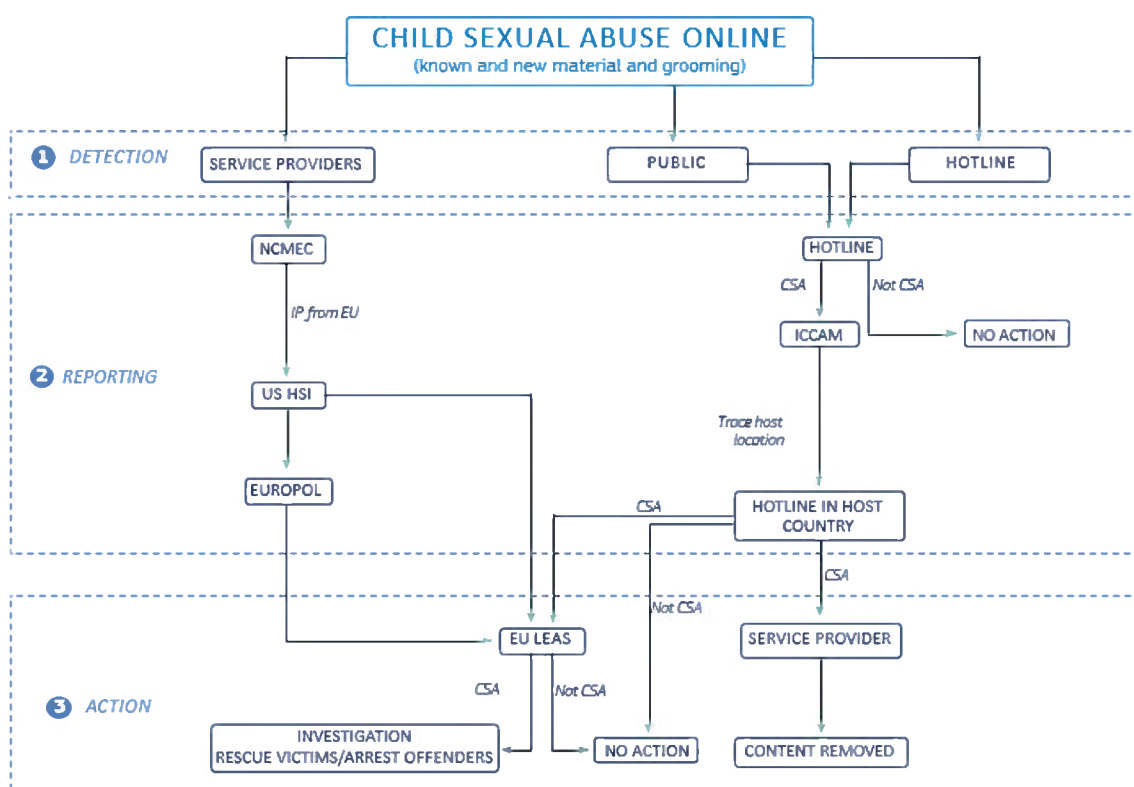 CHILD SEXUAL ABUSE ONLINE
(known and new material and grooming)
1 DETECTION
SERVICE PROVIDERS
PUBLIC
HOTLINE
NCMEC
HOTLINE
IP from EU
CSA
Not CSA
ICCAM
NO ACTION
2 REPORTING
US HSI
Trace host
location
EUROPOL
CSA
HOTLINE IN HOST
COUNTRY
CSA
Not CSA
EU LEAS
SERVICE PROVIDER
CSA
Not CSA
3 ACTION
INVESTIGATION
RESCUE VICTIMS/ARREST OFFENDERS
NO ACTION
CONTENT REMOVED